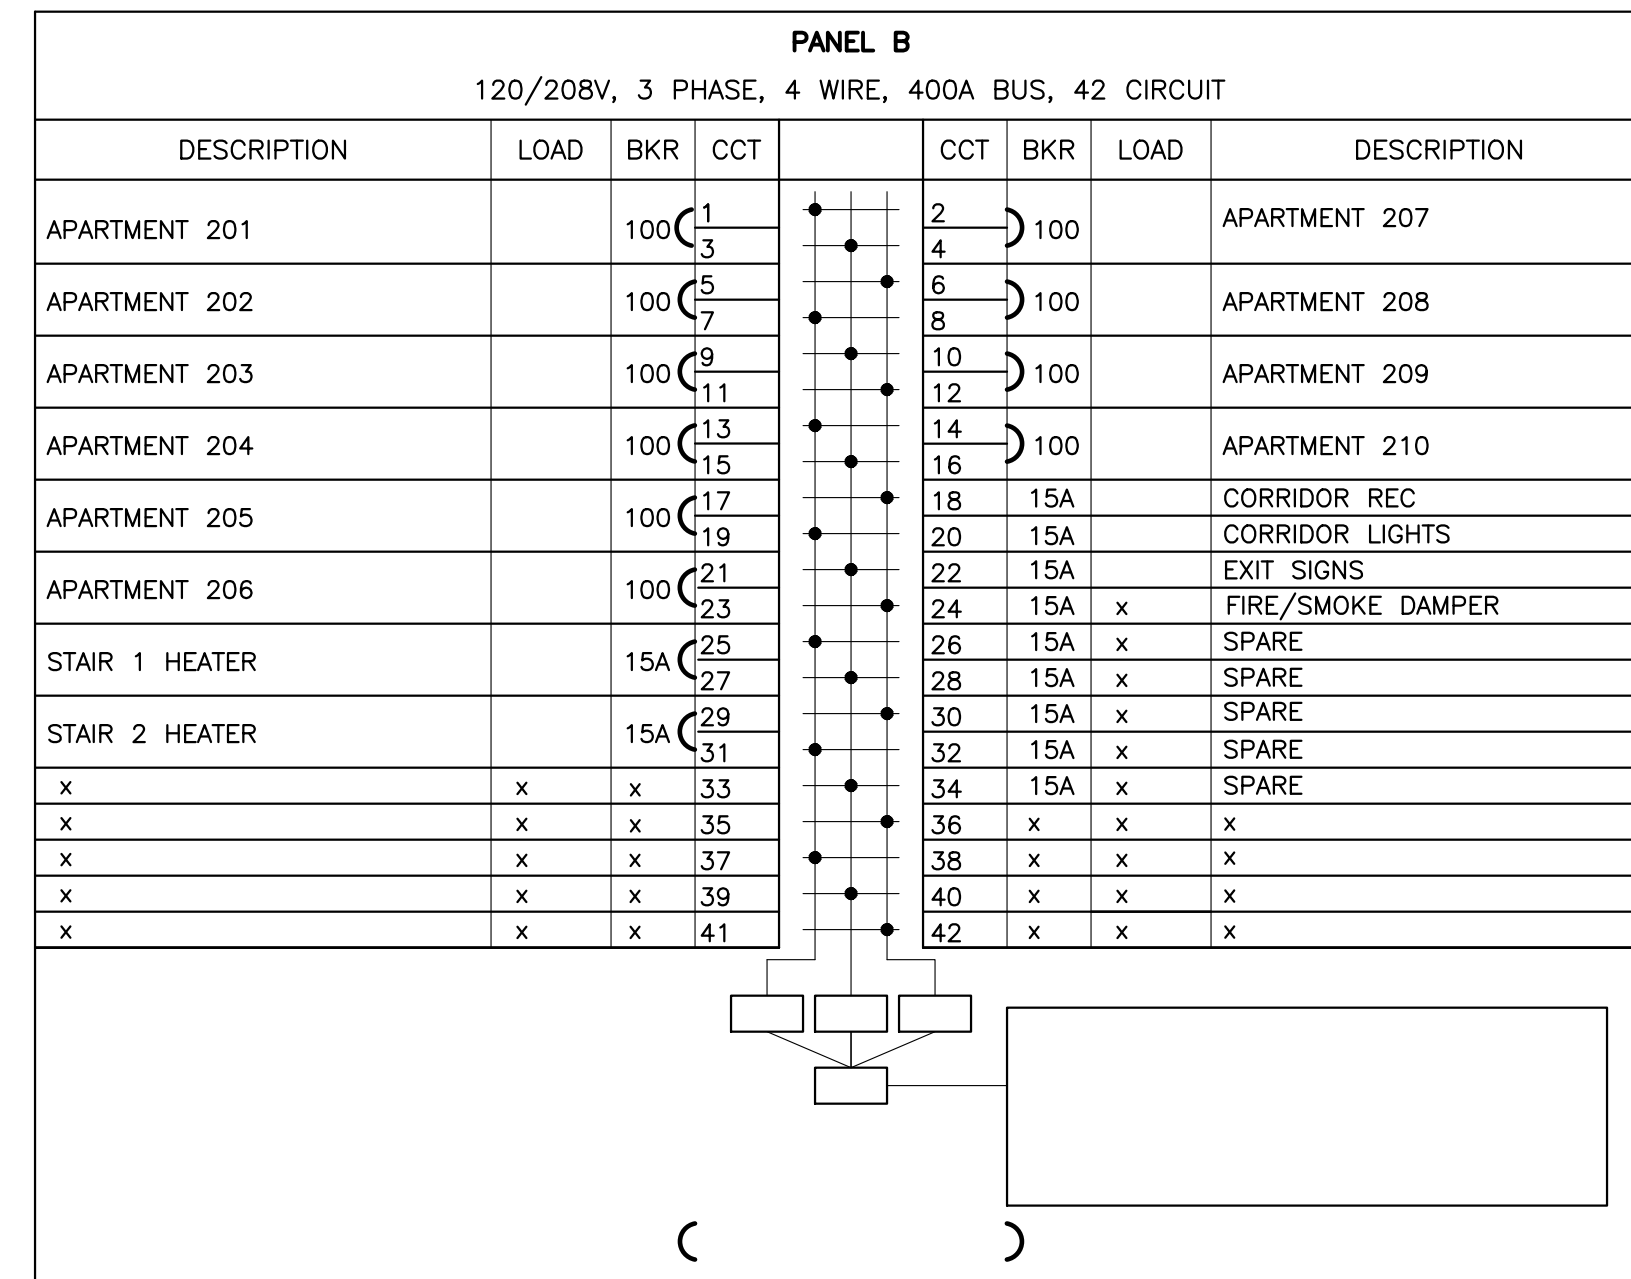 PANEL B
120/208V, 3 PHASE, 4 WIRE, 400A BUS, 42 CIRCUIT
DESCRIPTION LOAD BKR CCT CCT BKR LOAD DESCRIPTION
APARTMENT 201 100 1 3 2 4 100 APARTMENT 207
APARTMENT 202 100 5 7 6 8 100 APARTMENT 208
APARTMENT 203 100 9 11 10 12 100 APARTMENT 209
APARTMENT 204 100 13 15 14 16 100 APARTMENT 210
APARTMENT 205 100 17 19 18 15A CORRIDOR REC
20 15A CORRIDOR LIGHTS
APARTMENT 206 100 21 23 22 15A EXIT SIGNS
24 15A x FIRE/SMOKE DAMPER
STAIR 1 HEATER 15A 25 27 26 15A x SPARE
28 15A x SPARE
STAIR 2 HEATER 15A 29 31 30 15A x SPARE
32 15A x SPARE
x x x 33 34 15A x SPARE
x x x 35 36 x x x
x x x 37 38 x x x
x x x 39 40 x x x
x x x 41 42 x x x